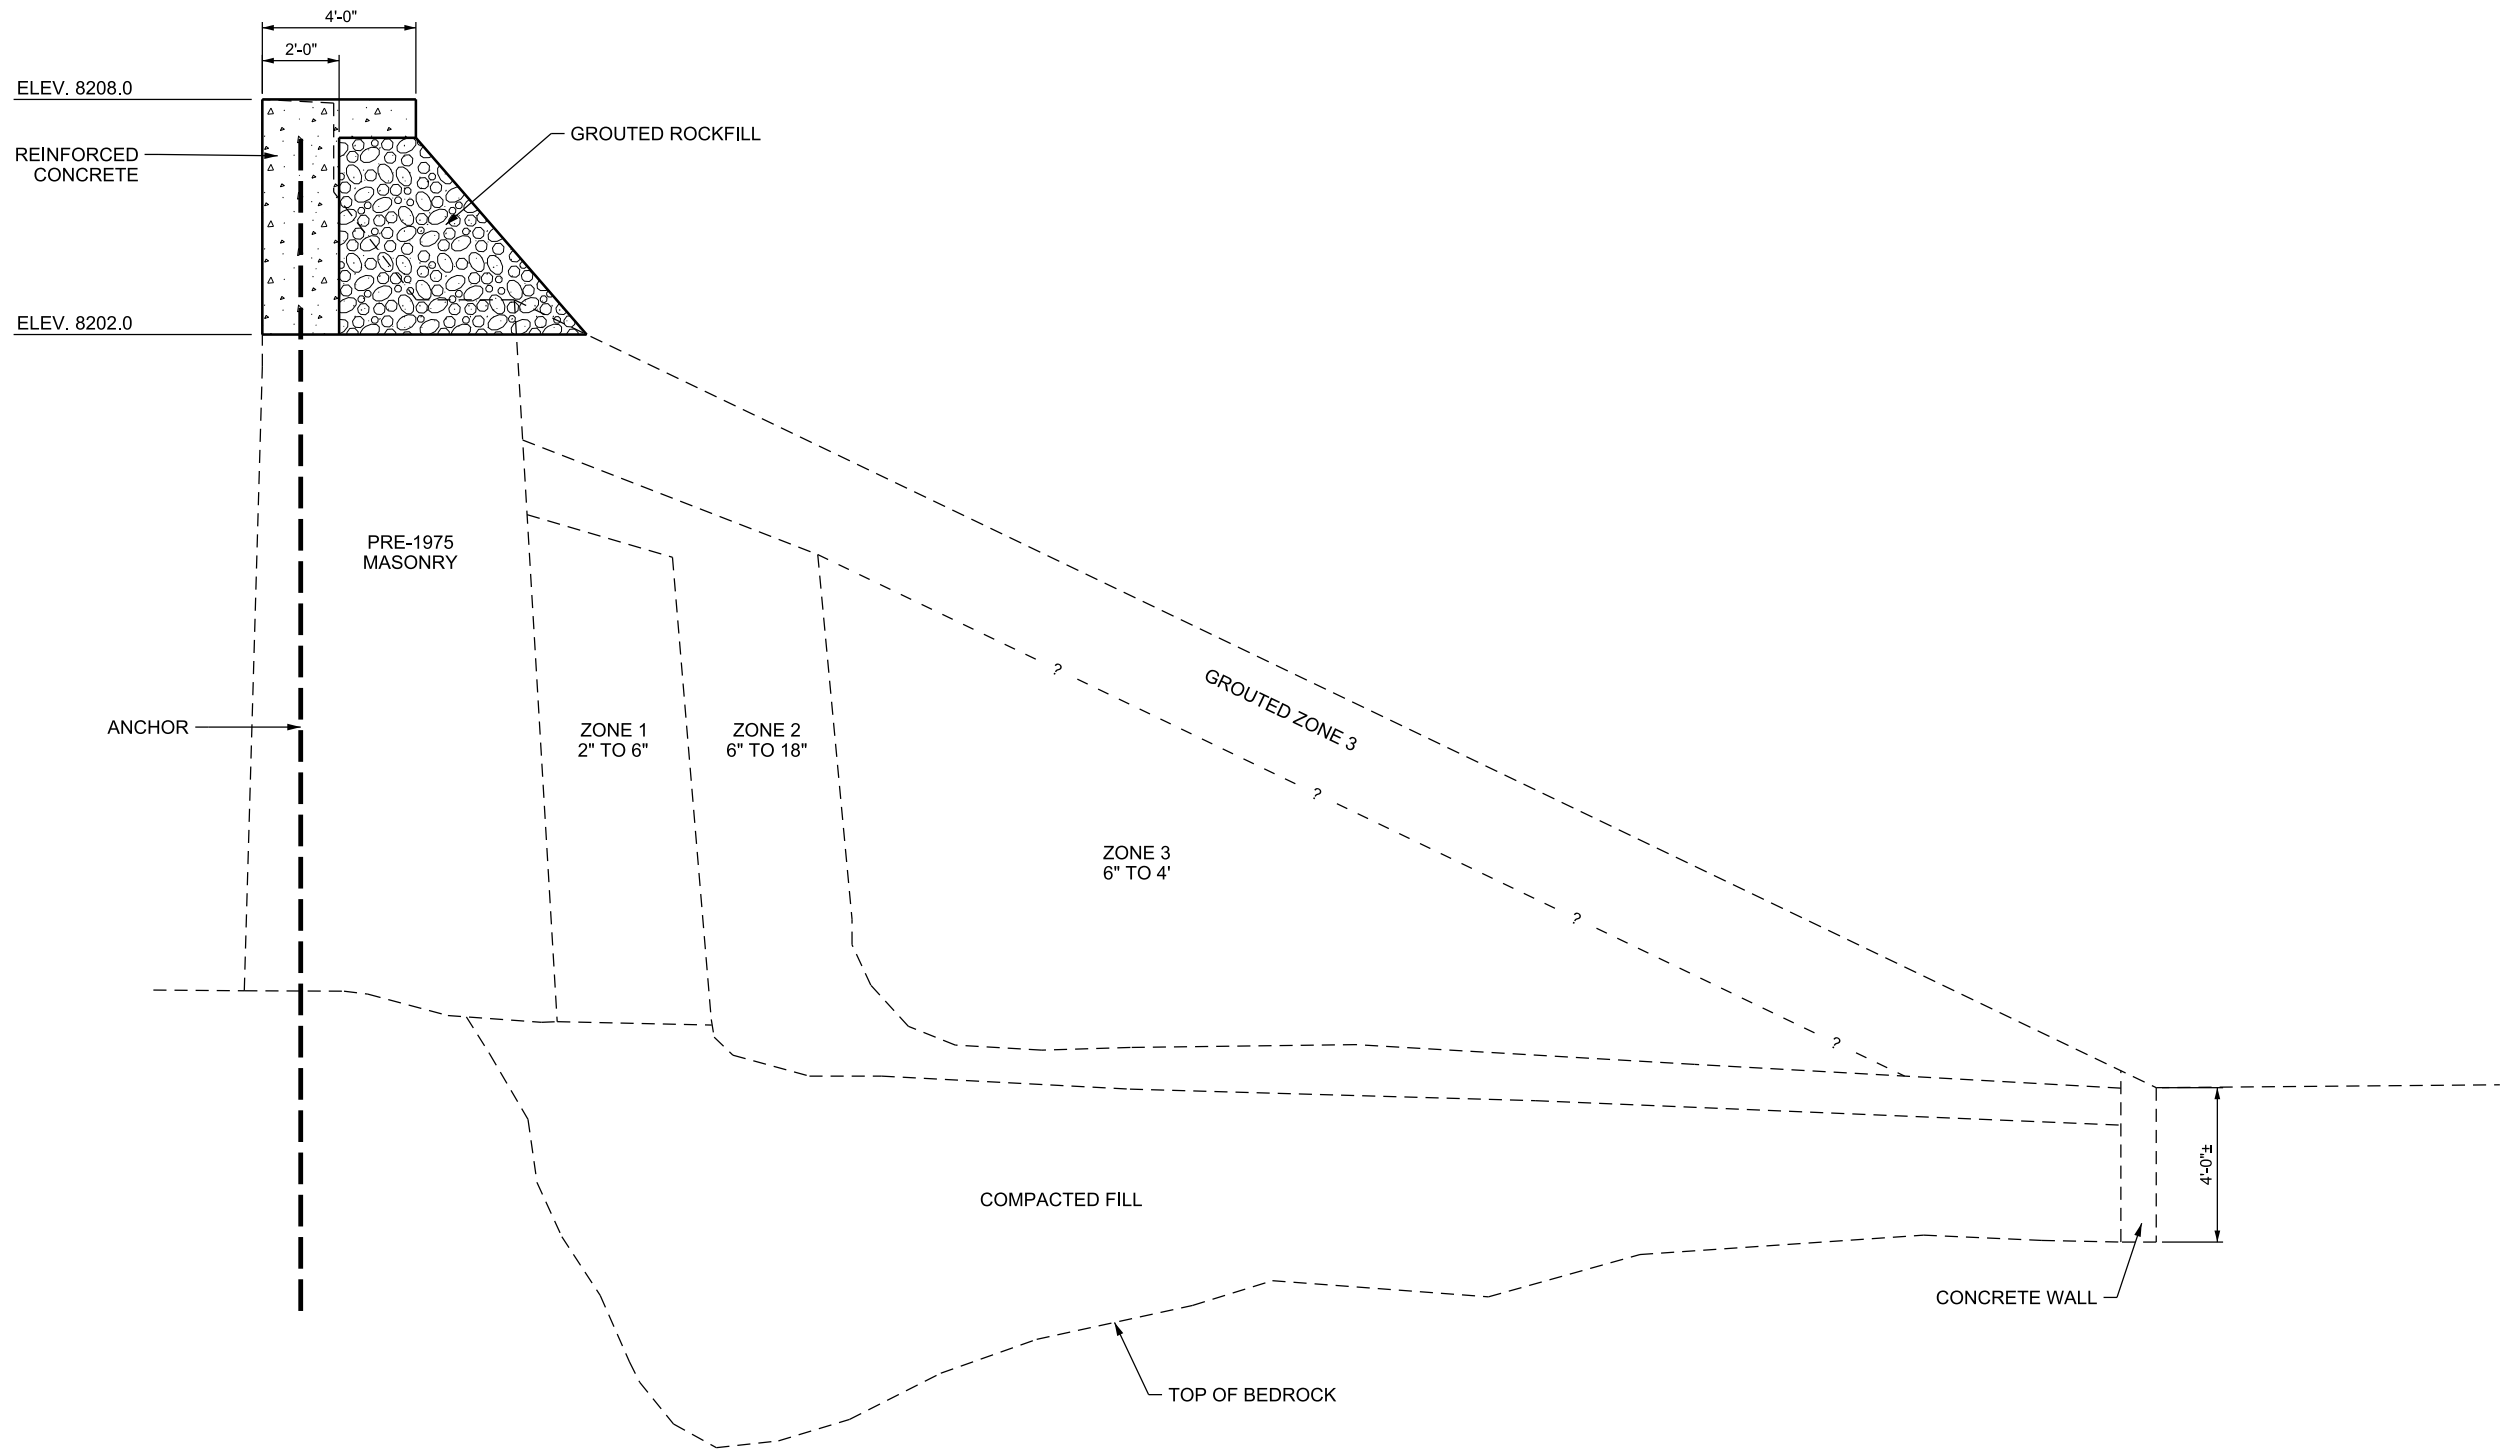 4'-0"
2'-0"
ELEV. 8208.0
GROUTED ROCKFILL
REINFORCED
CONCRETE
ELEV. 8202.0
PRE-1975
MASONRY
?
GROUTED ZONE 3
ANCHOR
ZONE 1
2" TO 6"
ZONE 2
6" TO 18"
?
ZONE 3
6" TO 4'
?
?
4'-0"±
COMPACTED FILL
CONCRETE WALL
TOP OF BEDROCK